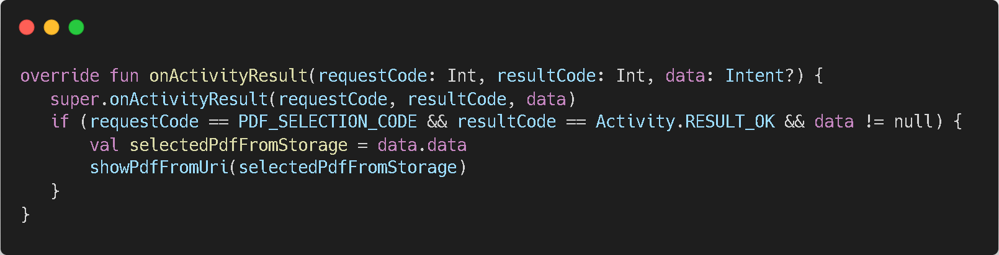 override fun onActivityResult(requestCode: Int, resultCode: Int, data: Intent?) {
   super.onActivityResult(requestCode, resultCode, data)
   if (requestCode == PDF_SELECTION_CODE && resultCode == Activity.RESULT_OK && data != null) {
       val selectedPdfFromStorage = data.data
       showPdfFromUri(selectedPdfFromStorage)
   }
}